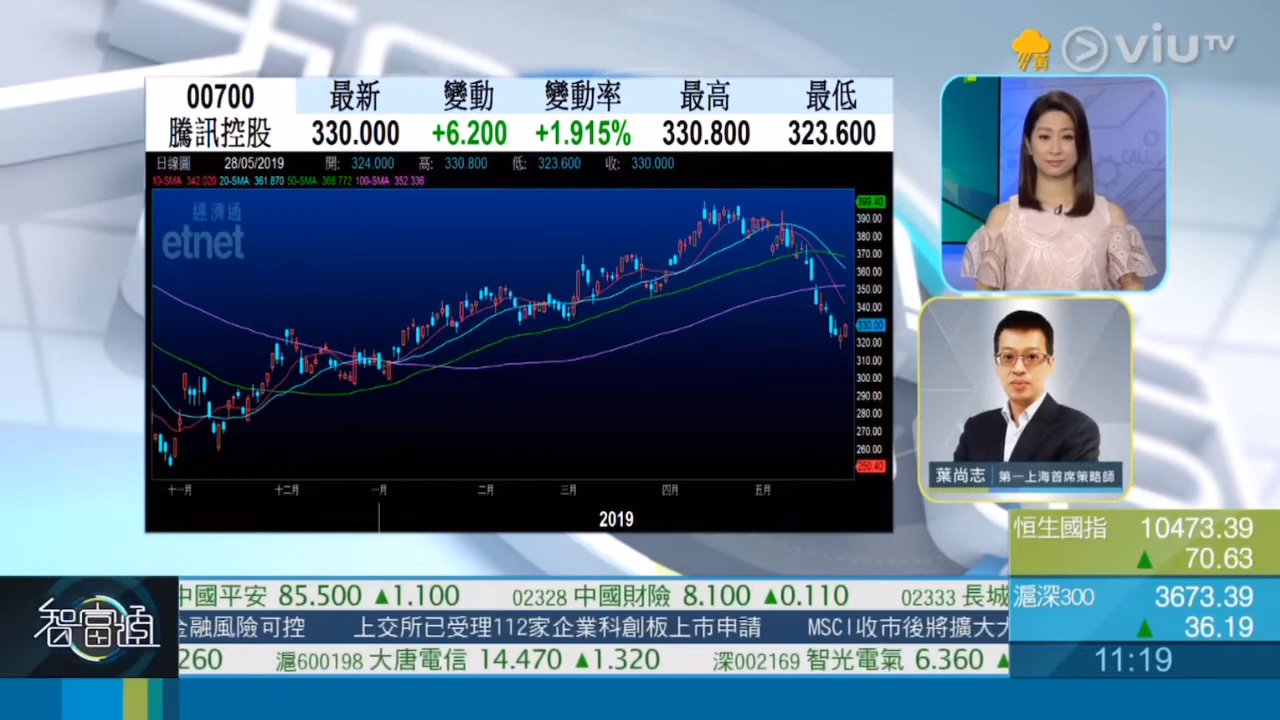 黃 viuTV
00700 最新 變動 變動率 最高 最低
騰訊控股 330.000 +6.200 +1.915% 330.800 323.600
日線圖 28/05/2019 開: 324.000 高: 330.800 低: 323.600 收: 330.000
10-SMA 342.020 20-SMA 361.870 50-SMA 368.772 100-SMA 352.336
經濟通
etnet
399.40
390.00
380.00
370.00
360.00
350.00
340.00
330.00
320.00
310.00
300.00
290.00
280.00
270.00
260.00
250.40
十一月 十二月 一月 二月 三月 四月 五月
2019
CALL
葉尚志 第一上海首席策略師
恒生國指 10473.39
▲ 70.63
滬深300 3673.39
▲ 36.19
11:19
智富通
中國平安 85.500 ▲1.100 02328 中國財險 8.100 ▲0.110 02333 長城
金融風險可控 上交所已受理112家企業科創板上市申請 MSCI收市後將擴大
260 滬600198 大唐電信 14.470 ▲1.320 深002169 智光電氣 6.360 ▲